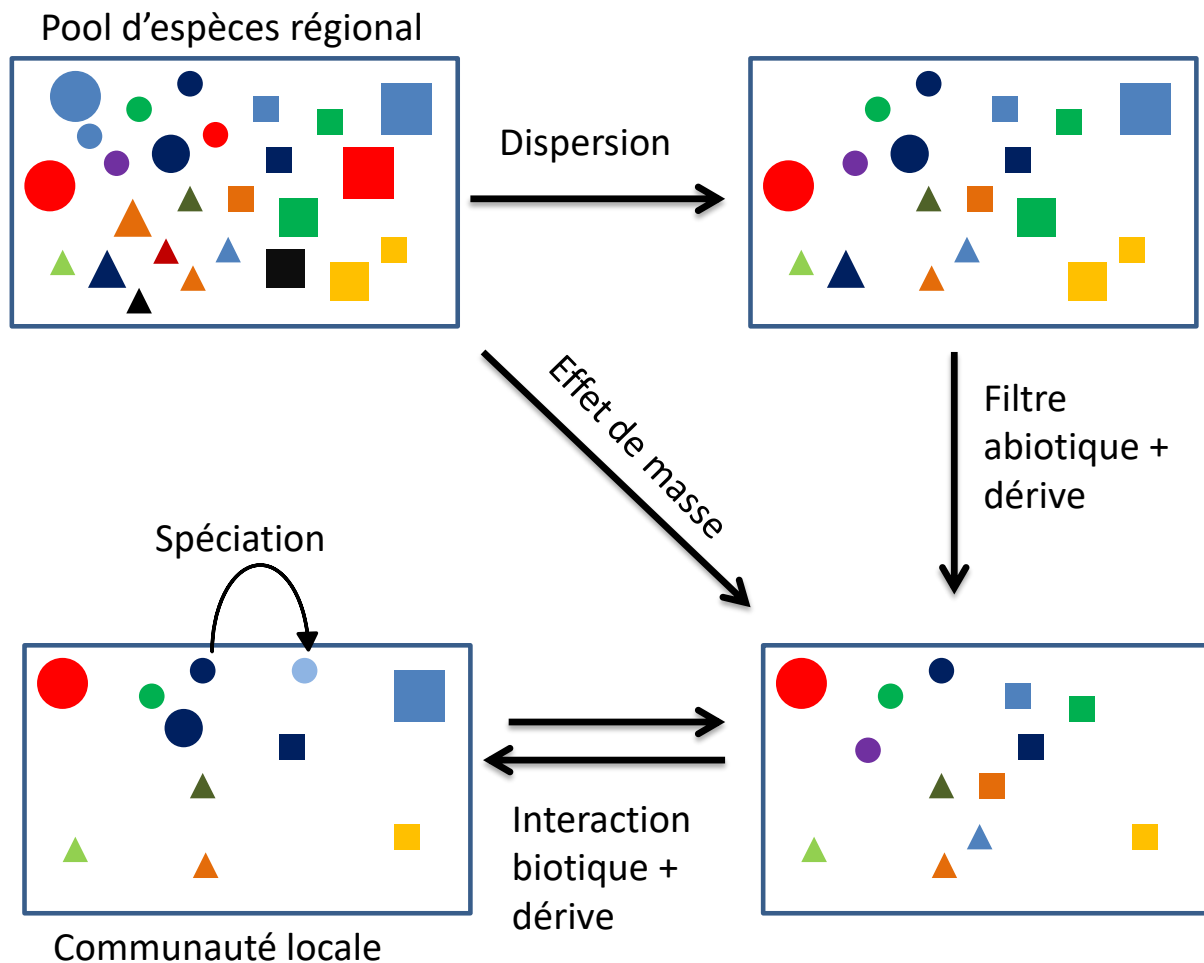 Pool d’espèces régional
Dispersion
Effet de masse
Filtre
abiotique +
dérive
Spéciation
Interaction
biotique +
dérive
Communauté locale